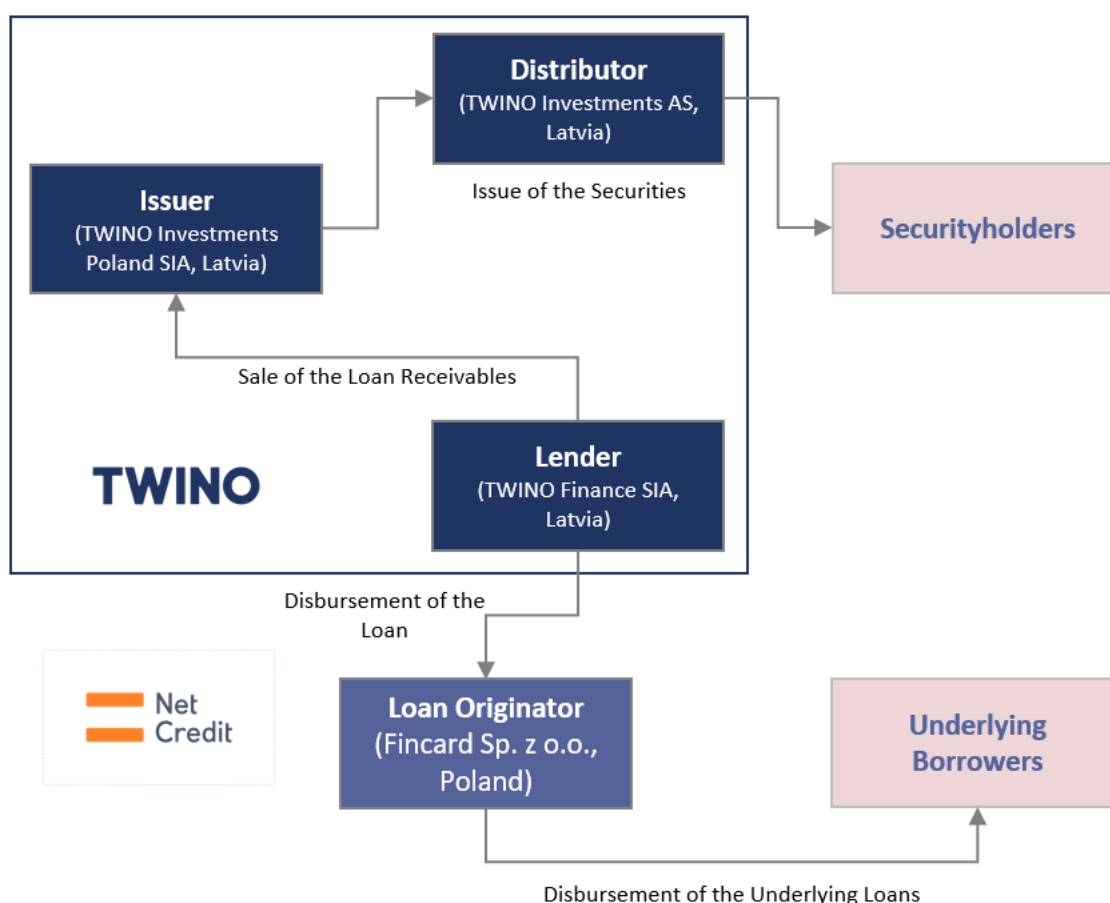 Distributor
(TWINO Investments AS,
Latvia)
Issue of the Securities
Issuer
(TWINO Investments
Poland SIA, Latvia)
Securityholders
Sale of the Loan Receivables
TWINO
Lender
(TWINO Finance SIA,
Latvia)
Disbursement of the
Loan
Net
Credit
Loan Originator
(Fincard Sp. z o.o.,
Poland)
Underlying
Borrowers
Disbursement of the Underlying Loans